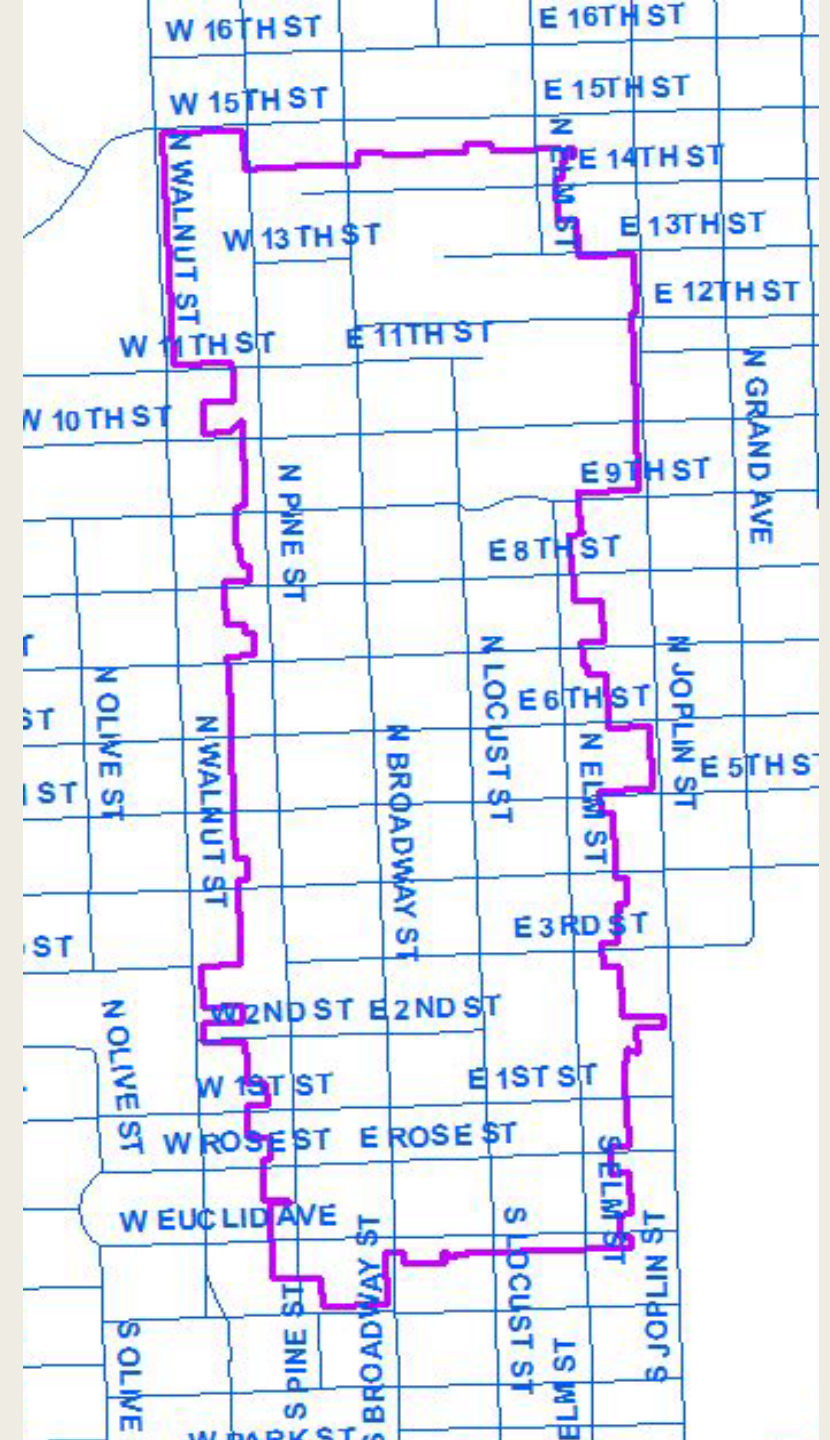 W 16TH ST
E 16TH ST
W 15TH ST
E 15TH ST
N ELM ST
E 14TH ST
N WALNUT ST
W 13TH ST
E 13TH ST
E 12TH ST
W 11TH ST
E 11TH ST
N GRAND AVE
W 10TH ST
E 9TH ST
N PINE ST
E 8TH ST
T
N OLIVE ST
N LOCUST ST
N JOPLIN ST
E 6TH ST
ST
N WALNUT ST
N BROADWAY ST
N ELM ST
E 5TH ST
ST
E 3RD ST
ST
N OLIVE ST
W 2ND ST
E 2ND ST
W 1ST ST
E 1ST ST
W ROSE ST
E ROSE ST
S ELM ST
W EUCLID AVE
S BROADWAY ST
S LOCUST ST
S JOPLIN ST
S PINE ST
S OLIVE
ELM ST
W PARK ST